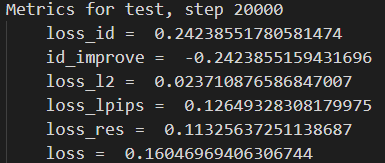 Metrics for test, step 20000
loss_id = 0.24238551780581474
id_improve = -0.2423855159431696
loss_l2 = 0.023710876586847007
loss_lpips = 0.12649328308179975
loss_res = 0.11325637251138687
loss = 0.16046969406306744